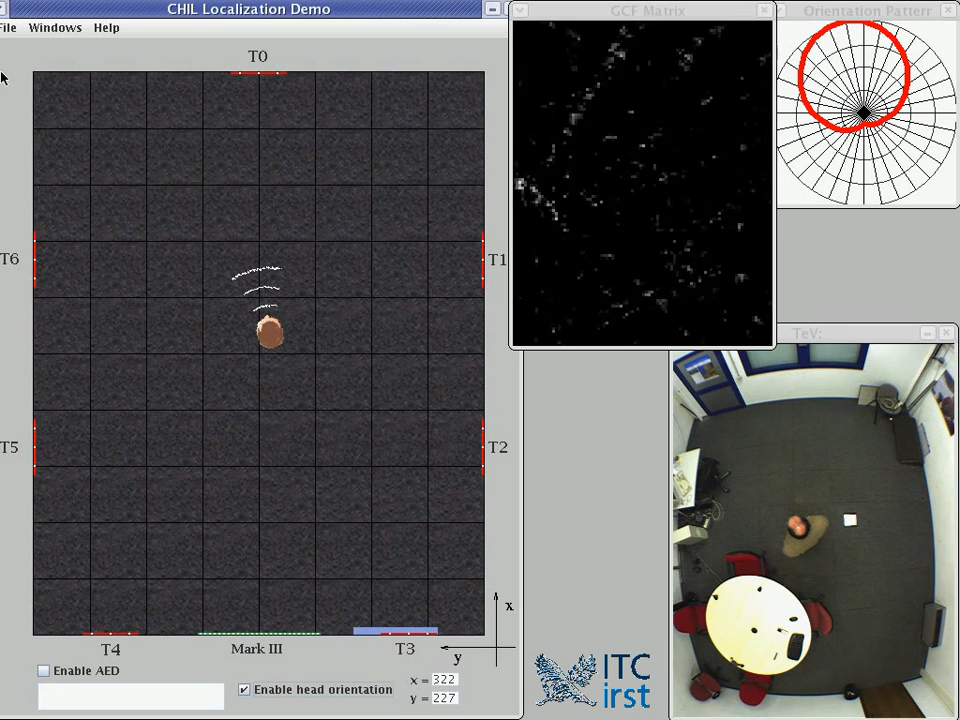 CHIL Localization Demo
File Windows Help
GCF Matrix
Orientation Pattern
T0
T6
T1
TeV:
T5
T2
x
T4
Mark III
T3
y
Enable AED
Enable head orientation
x = 322
y = 227
ITC
irst